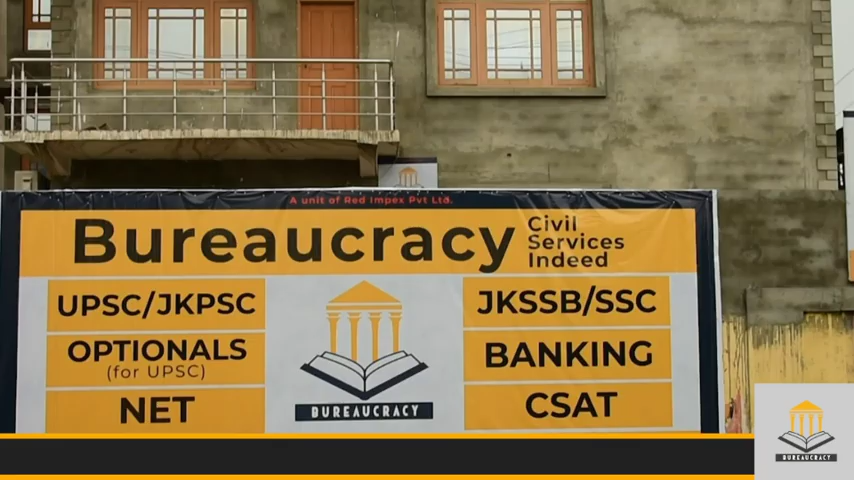 A unit of Red Impex Pvt Ltd.
Bureaucracy
Civil
Services
Indeed
UPSC/JKPSC
OPTIONALS
(for UPSC)
NET
BUREAUCRACY
JKSSB/SSC
BANKING
CSAT
BUREAUCRACY